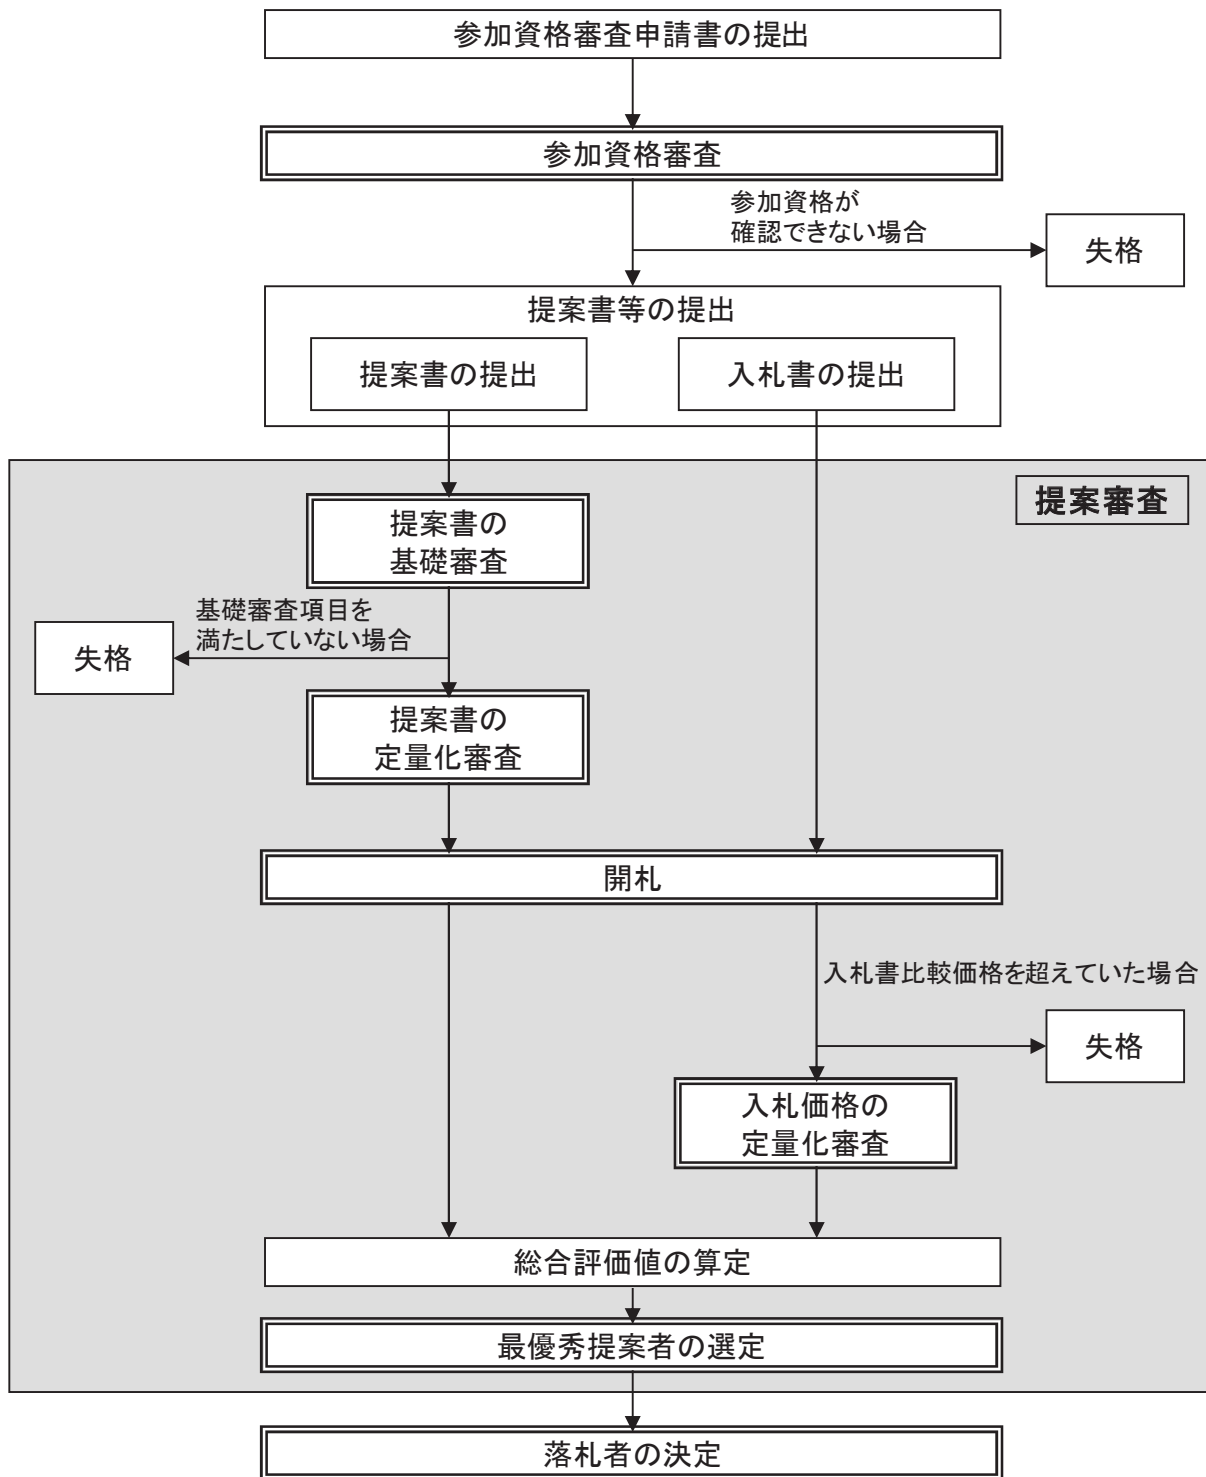 参加資格審査申請書の提出
参加資格審査
参加資格が
確認できない場合
失格
提案書等の提出
提案書の提出
入札書の提出
提案審査
提案書の
基礎審査
基礎審査項目を
満たしていない場合
失格
提案書の
定量化審査
開札
入札書比較価格を超えていた場合
失格
入札価格の
定量化審査
総合評価値の算定
最優秀提案者の選定
落札者の決定